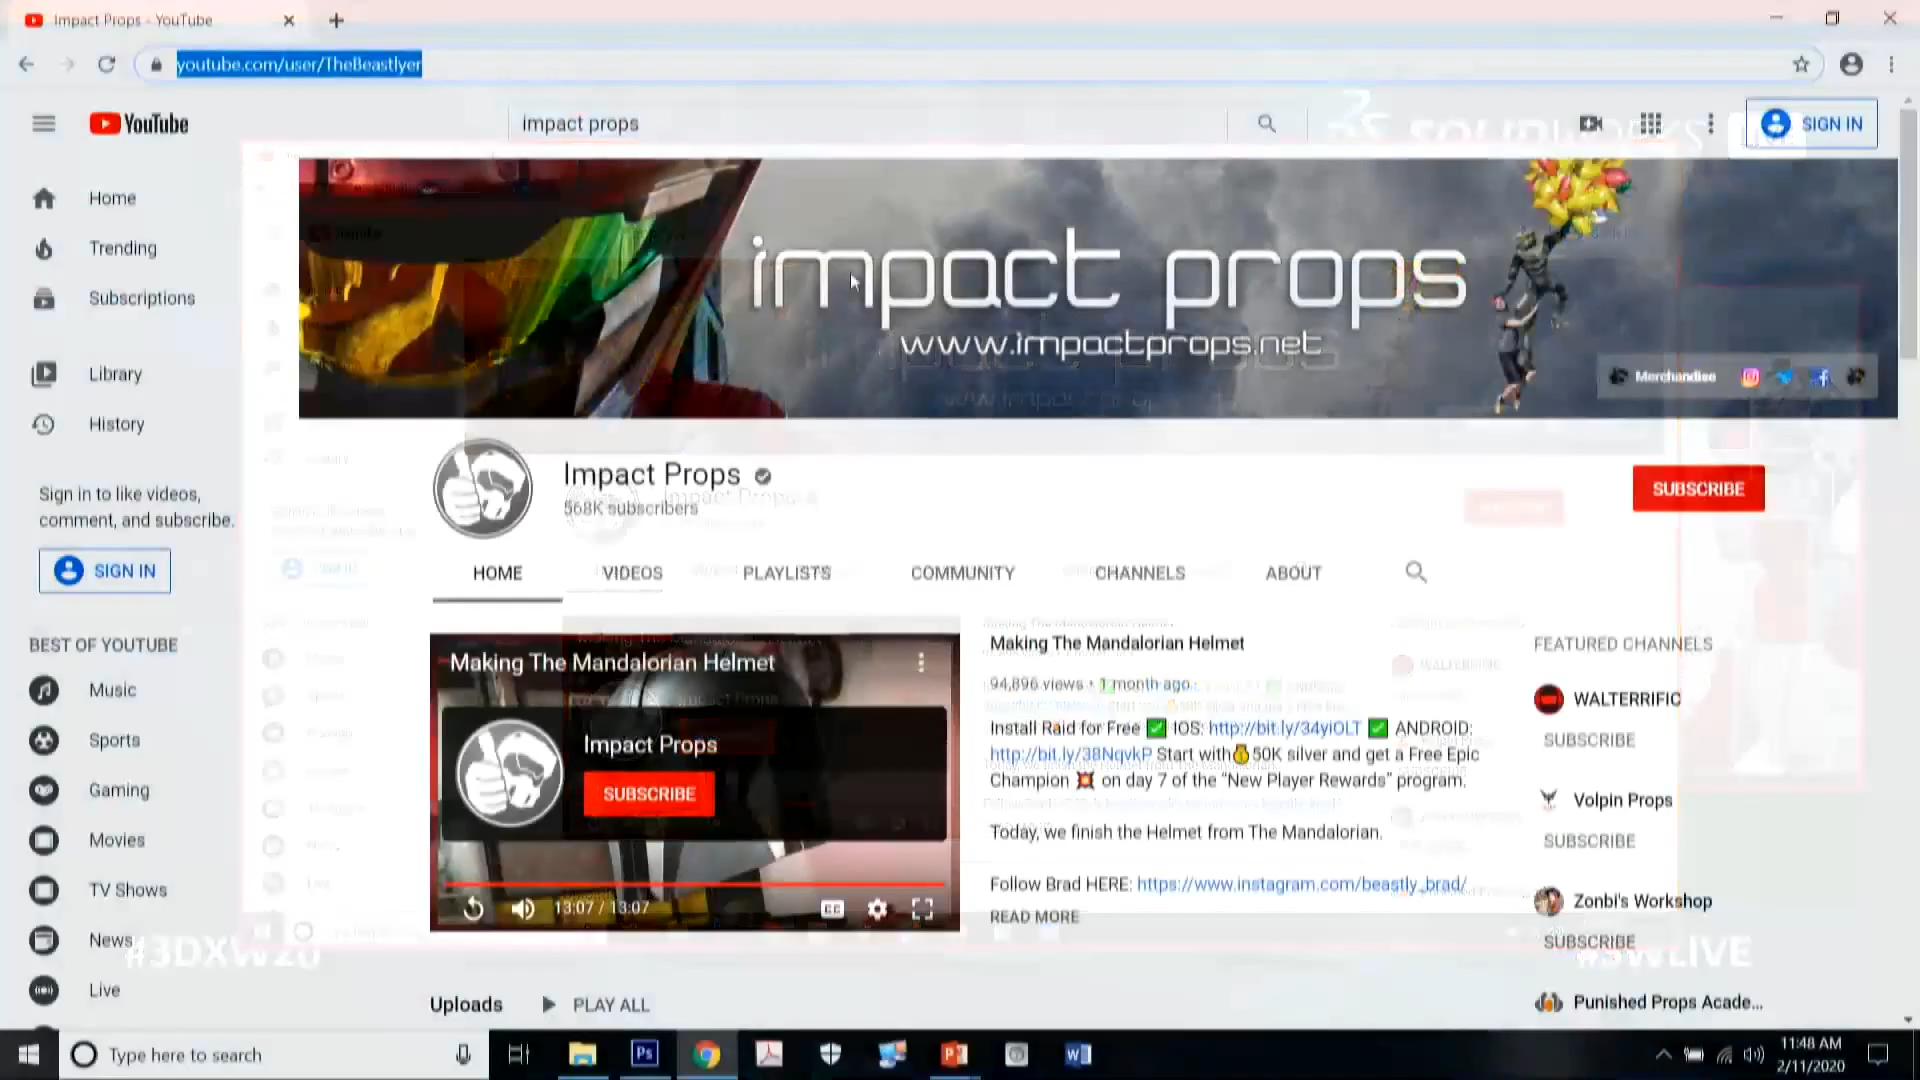 Impact Props - YouTube
youtube.com/user/TheBeastlyer
YouTube
impact props
SOLIDWORKS
SIGN IN
Home
Trending
Subscriptions
Library
History
Sign in to like videos,
comment, and subscribe.
SIGN IN
BEST OF YOUTUBE
Music
Sports
Gaming
Movies
TV Shows
News
Live
#3DXW20
impact props
www.impactprops.net
Merchandise
Impact Props
568K subscribers
SUBSCRIBE
HOME
VIDEOS
PLAYLISTS
COMMUNITY
CHANNELS
ABOUT
Making The Mandalorian Helmet
Impact Props
SUBSCRIBE
13:07 / 13:07
CC
Making The Mandalorian Helmet
94,896 views • 1 month ago
Install Raid for Free ✅ IOS: http://bit.ly/34yiOLT ✅ ANDROID:
http://bit.ly/38NqvkP Start with💰50K silver and get a Free Epic
Champion 💥 on day 7 of the “New Player Rewards” program.
Today, we finish the Helmet from The Mandalorian.
Follow Brad HERE: https://www.instagram.com/beastly_brad/
READ MORE
FEATURED CHANNELS
WALTERRIFIC
SUBSCRIBE
Volpin Props
SUBSCRIBE
Zonbi's Workshop
SUBSCRIBE
#SWLIVE
Punished Props Acade...
Uploads
PLAY ALL
Type here to search
Ps
11:48 AM
2/11/2020